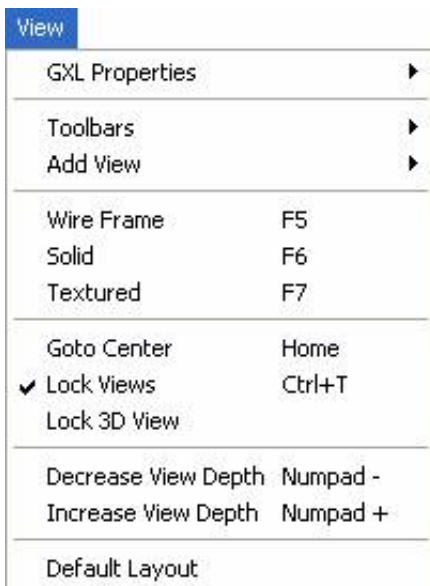 View
GXL Properties
Toolbars
Add View
Wire Frame F5
Solid F6
Textured F7
Goto Center Home
Lock Views Ctrl+T
Lock 3D View
Decrease View Depth Numpad -
Increase View Depth Numpad +
Default Layout